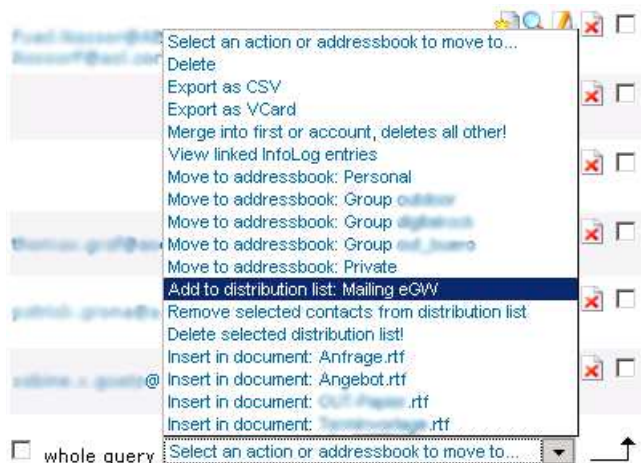 Select an action or addressbook to move to...
Delete
Export as CSV
Export as VCard
Merge into first or account, deletes all other!
View linked InfoLog entries
Move to addressbook: Personal
Move to addressbook: Group
Move to addressbook: Group
Move to addressbook: Group
Move to addressbook: Private
Add to distribution list: Mailing eGW
Remove selected contacts from distribution list
Delete selected distribution list!
Insert in document: Anfrage.rtf
@ Insert in document: Angebot.rtf
Insert in document: .rtf
Insert in document: .rtf
whole query Select an action or addressbook to move to...